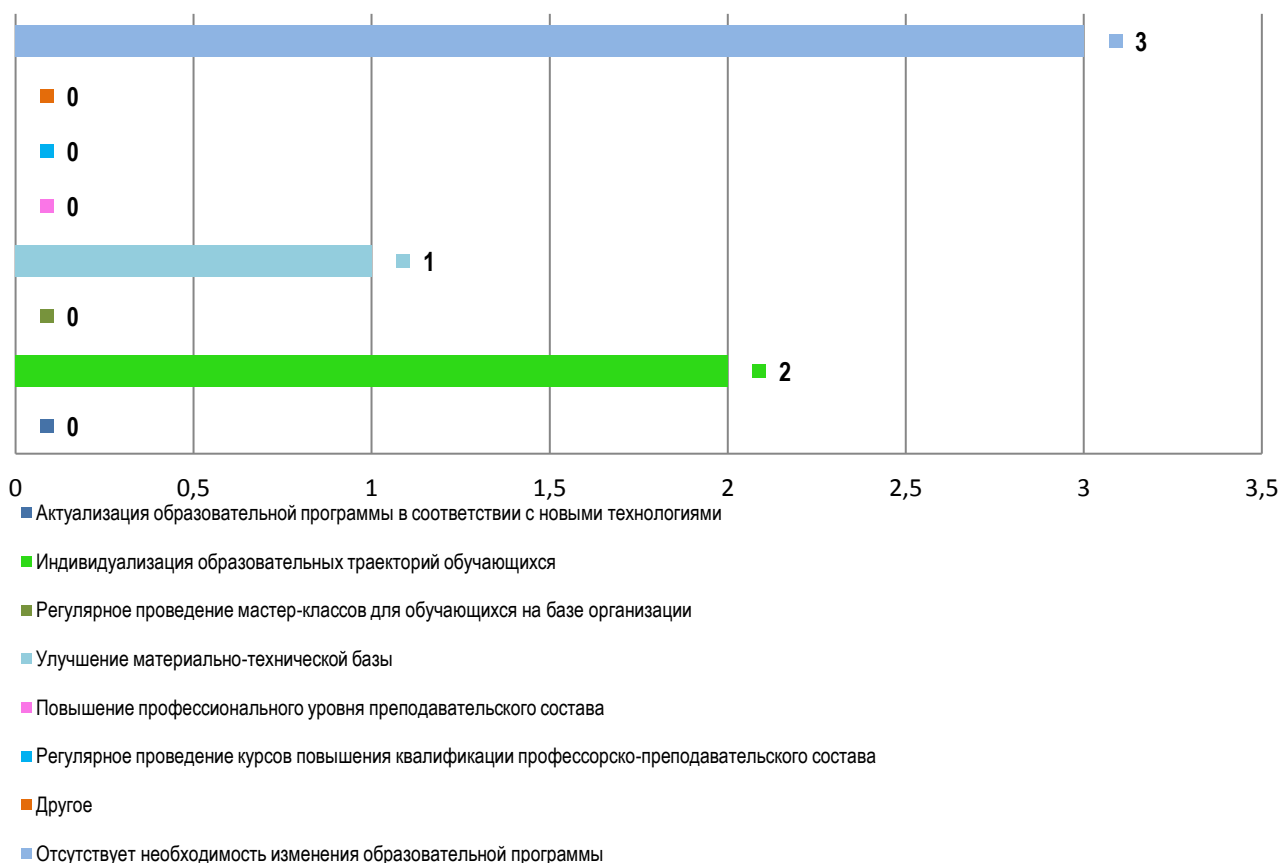 3
0
0
0
1
0
2
0
0 0,5 1 1,5 2 2,5 3 3,5
Актуализация образовательной программы в соответствии с новыми технологиями
Индивидуализация образовательных траекторий обучающихся
Регулярное проведение мастер-классов для обучающихся на базе организации
Улучшение материально-технической базы
Повышение профессионального уровня преподавательского состава
Регулярное проведение курсов повышения квалификации профессорско-преподавательского состава
Другое
Отсутствует необходимость изменения образовательной программы